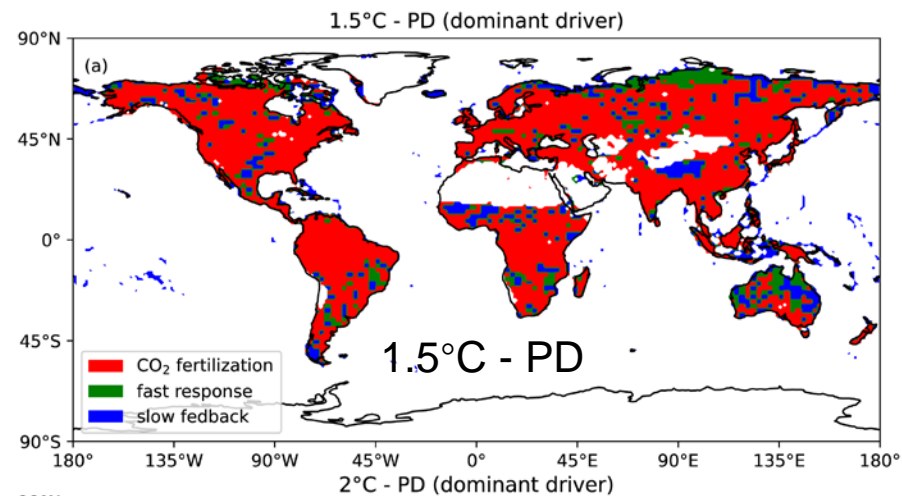 1.5°C - PD (dominant driver)
90°N
(a)
45°N
0°
45°S
1.5°C - PD
CO₂ fertilization
fast response
slow fedback
90°S
180° 135°W 90°W 45°W 0° 45°E 90°E 135°E 180°
2°C - PD (dominant driver)